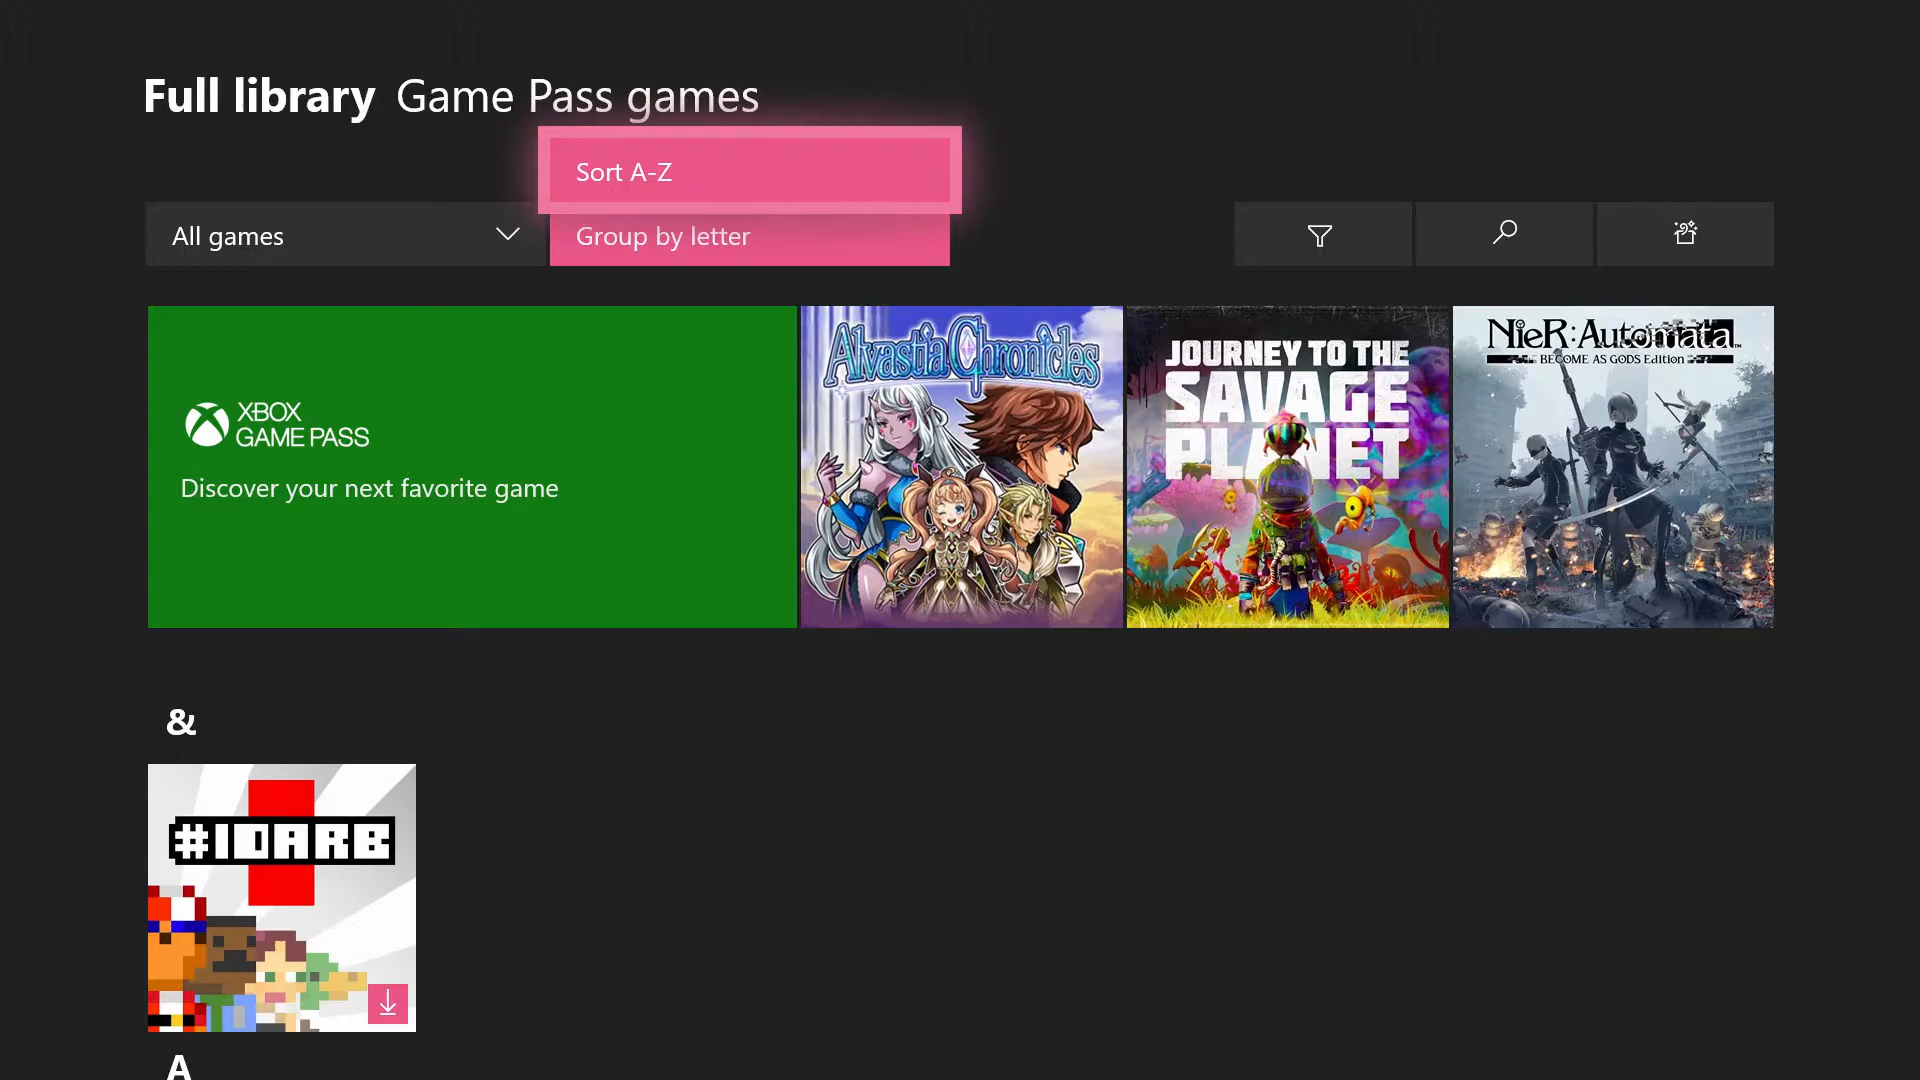 Full library Game Pass games
Sort A-Z
All games
Group by letter
XBOX
GAME PASS
Discover your next favorite game
Alvastia Chronicles
JOURNEY TO THE
SAVAGE
PLANET
NieR:Automata™
BECOME AS GODS Edition
&
#IDARB
A